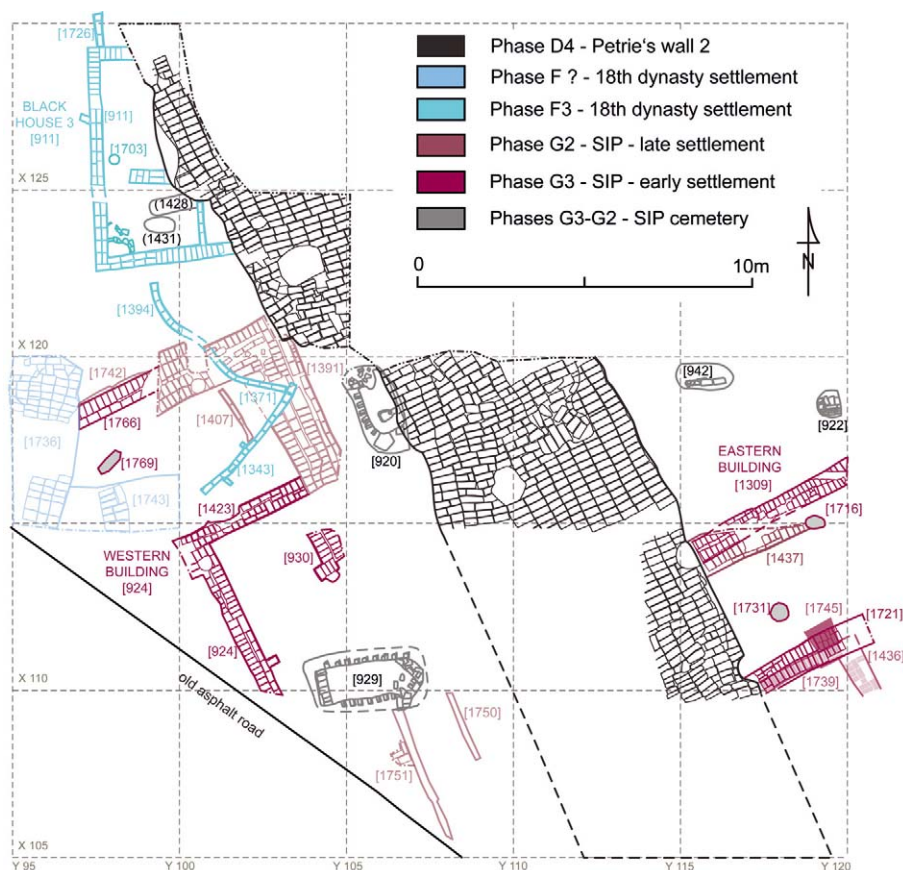 [1726]
BLACK
HOUSE 3
[911]
[911]
[1703]
X 125
(1428)
(1431)
Phase D4 - Petrie's wall 2
Phase F ? - 18th dynasty settlement
Phase F3 - 18th dynasty settlement
Phase G2 - SIP - late settlement
Phase G3 - SIP - early settlement
Phases G3-G2 - SIP cemetery
0
10m
N
[1394]
X 120
[1742]
[1391]
[1371]
[1766]
[1407]
[1736]
[1769]
[1343]
[1743]
[920]
[942]
[922]
EASTERN
BUILDING
[1309]
[1716]
[1423]
WESTERN
BUILDING
[924]
[930]
[1437]
[924]
[1731]
[1745]
[1721]
[1436]
[1739]
X 110
[929]
old asphalt road
[1750]
[1751]
X 105
Y 95
Y 100
Y 105
Y 110
Y 115
Y 120